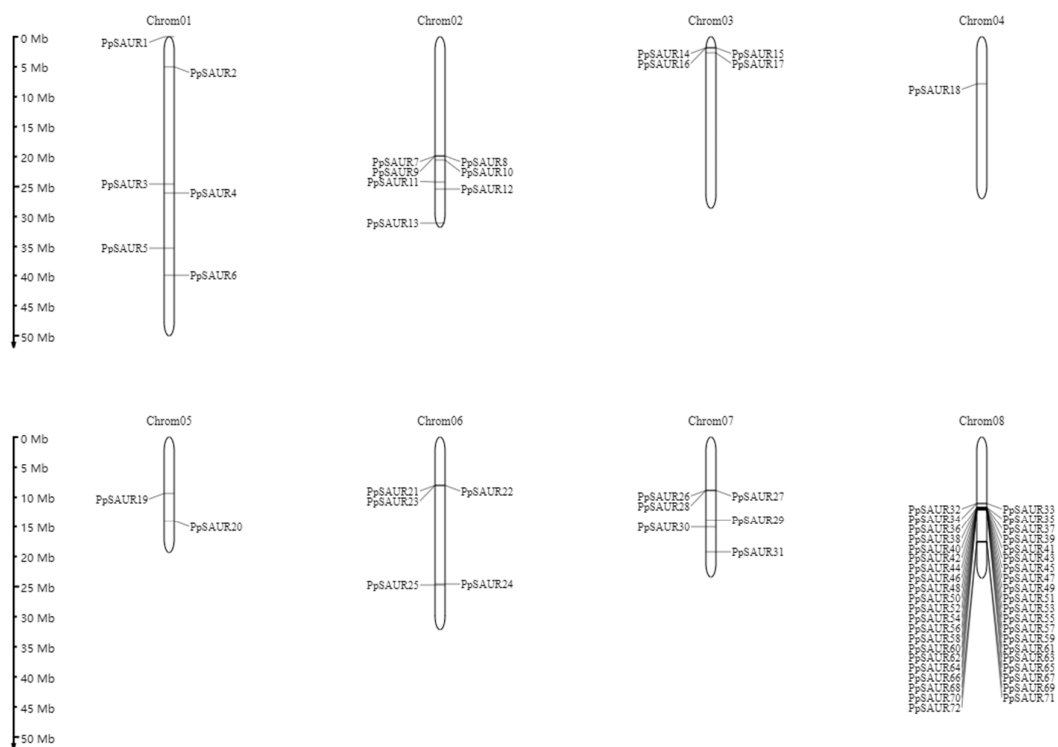 Chrom01 Chrom02 Chrom03 Chrom04
0 Mb
5 Mb
10 Mb
15 Mb
20 Mb
25 Mb
30 Mb
35 Mb
40 Mb
45 Mb
50 Mb
PpSAUR1
PpSAUR2
PpSAUR3
PpSAUR4
PpSAUR5
PpSAUR6
PpSAUR7 PpSAUR8
PpSAUR9 PpSAUR10
PpSAUR11
PpSAUR12
PpSAUR13
PpSAUR14 PpSAUR15
PpSAUR16 PpSAUR17
PpSAUR18
Chrom05 Chrom06 Chrom07 Chrom08
0 Mb
5 Mb
10 Mb
15 Mb
20 Mb
25 Mb
30 Mb
35 Mb
40 Mb
45 Mb
50 Mb
PpSAUR19
PpSAUR20
PpSAUR21 PpSAUR22
PpSAUR23
PpSAUR25 PpSAUR24
PpSAUR26 PpSAUR27
PpSAUR28
PpSAUR29
PpSAUR30
PpSAUR31
PpSAUR32 PpSAUR33
PpSAUR34 PpSAUR35
PpSAUR36 PpSAUR37
PpSAUR38 PpSAUR39
PpSAUR40 PpSAUR41
PpSAUR42 PpSAUR43
PpSAUR44 PpSAUR45
PpSAUR46 PpSAUR47
PpSAUR48 PpSAUR49
PpSAUR50 PpSAUR51
PpSAUR52 PpSAUR53
PpSAUR54 PpSAUR55
PpSAUR56 PpSAUR57
PpSAUR58 PpSAUR59
PpSAUR60 PpSAUR61
PpSAUR62 PpSAUR63
PpSAUR64 PpSAUR65
PpSAUR66 PpSAUR67
PpSAUR68 PpSAUR69
PpSAUR70 PpSAUR71
PpSAUR72